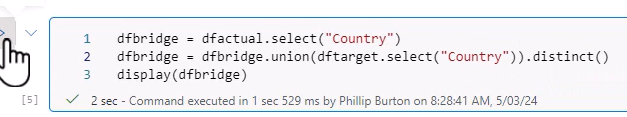 1 dfbridge = dfactual.select("Country")
2 dfbridge = dfbridge.union(dftarget.select("Country")).distinct()
3 display(dfbridge)
[5] 2 sec - Command executed in 1 sec 529 ms by Phillip Burton on 8:28:41 AM, 5/03/24